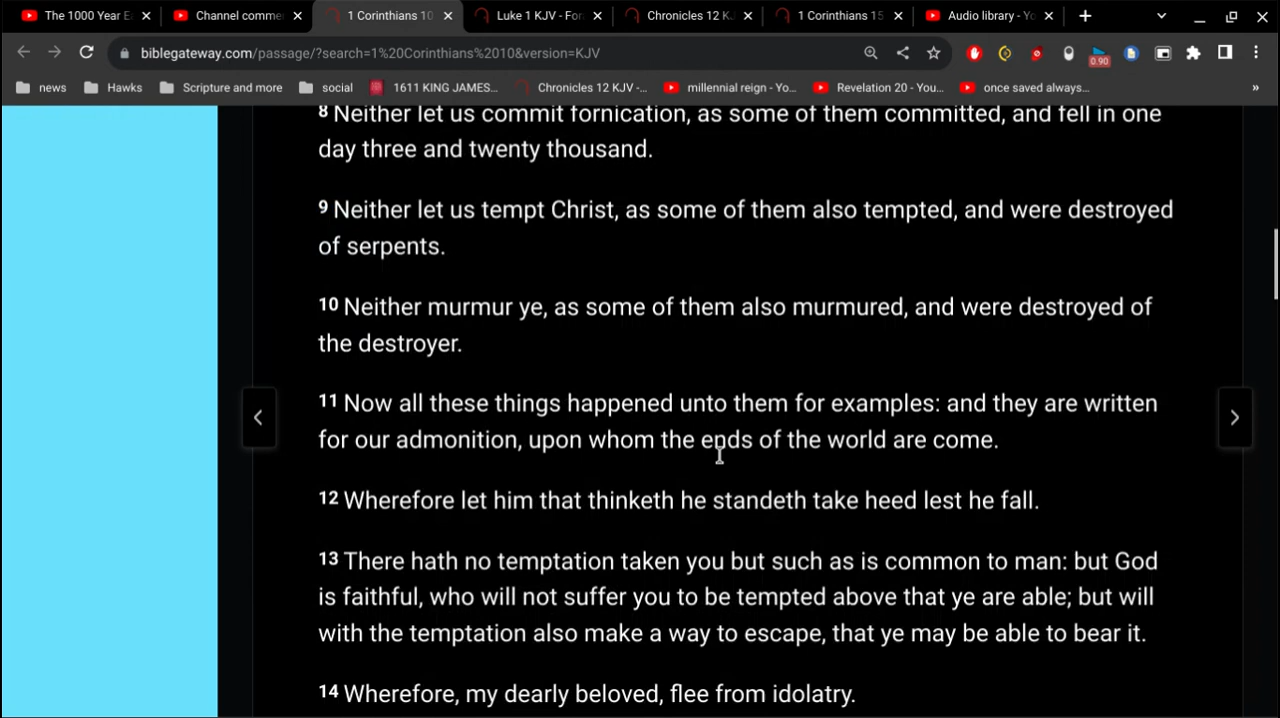 The 1000 Year E
Channel comme
1 Corinthians 10
Luke 1 KJV - For
Chronicles 12 K
1 Corinthians 15
Audio library - Yo
biblegateway.com/passage/?search=1%20Corinthians%2010&version=KJV
0.90
news
Hawks
Scripture and more
social
1611 KING JAMES...
Chronicles 12 KJV -...
millennial reign - Yo...
Revelation 20 - You...
once saved always...
»
8 Neither let us commit fornication, as some of them committed, and fell in one
day three and twenty thousand.
9 Neither let us tempt Christ, as some of them also tempted, and were destroyed
of serpents.
10 Neither murmur ye, as some of them also murmured, and were destroyed of
the destroyer.
11 Now all these things happened unto them for examples: and they are written
for our admonition, upon whom the ends of the world are come.
12 Wherefore let him that thinketh he standeth take heed lest he fall.
13 There hath no temptation taken you but such as is common to man: but God
is faithful, who will not suffer you to be tempted above that ye are able; but will
with the temptation also make a way to escape, that ye may be able to bear it.
14 Wherefore, my dearly beloved, flee from idolatry.